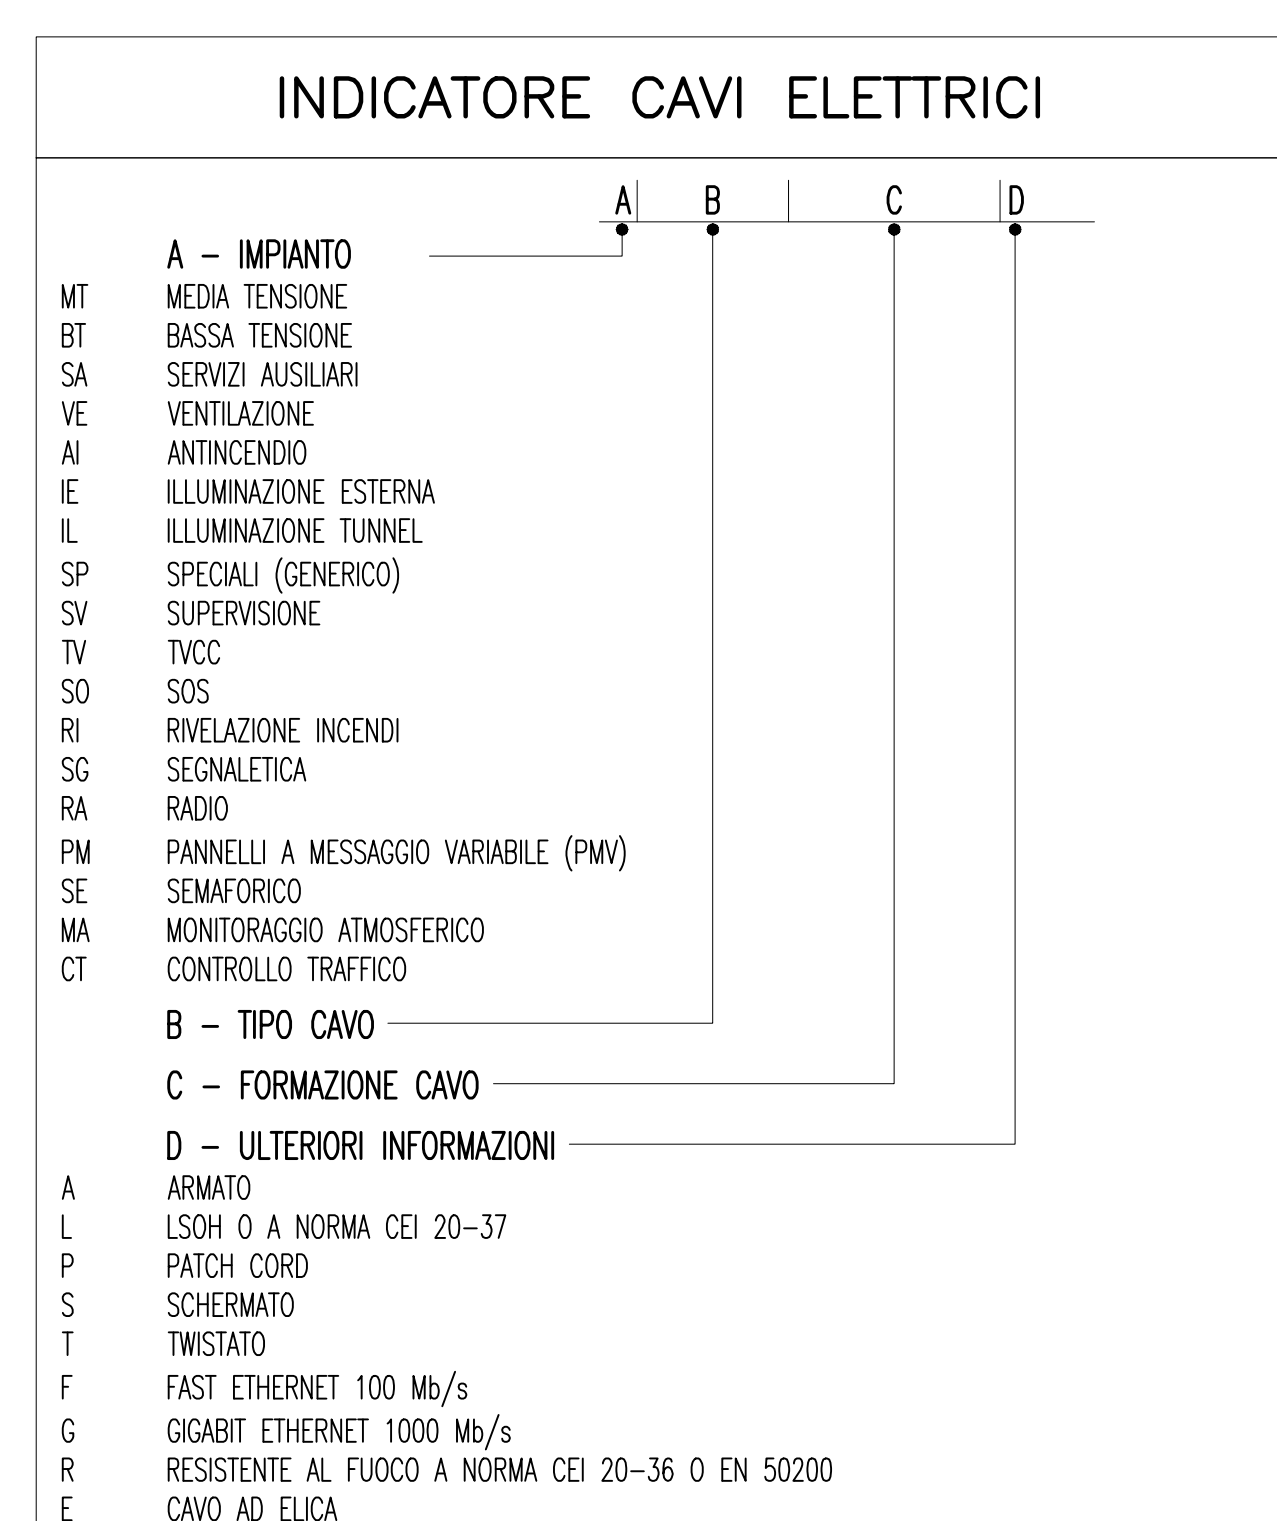 INDICATORE CAVI ELETTRICI
A B C D
A – IMPIANTO
MT MEDIA TENSIONE
BT BASSA TENSIONE
SA SERVIZI AUSILIARI
VE VENTILAZIONE
AI ANTINCENDIO
IE ILLUMINAZIONE ESTERNA
IL ILLUMINAZIONE TUNNEL
SP SPECIALI (GENERICO)
SV SUPERVISIONE
TV TVCC
SO SOS
RI RIVELAZIONE INCENDI
SG SEGNALETICA
RA RADIO
PM PANNELLI A MESSAGGIO VARIABILE (PMV)
SE SEMAFORICO
MA MONITORAGGIO ATMOSFERICO
CT CONTROLLO TRAFFICO
B – TIPO CAVO
C – FORMAZIONE CAVO
D – ULTERIORI INFORMAZIONI
A ARMATO
L LSOH O A NORMA CEI 20–37
P PATCH CORD
S SCHERMATO
T TWISTATO
F FAST ETHERNET 100 Mb/s
G GIGABIT ETHERNET 1000 Mb/s
R RESISTENTE AL FUOCO A NORMA CEI 20–36 O EN 50200
E CAVO AD ELICA